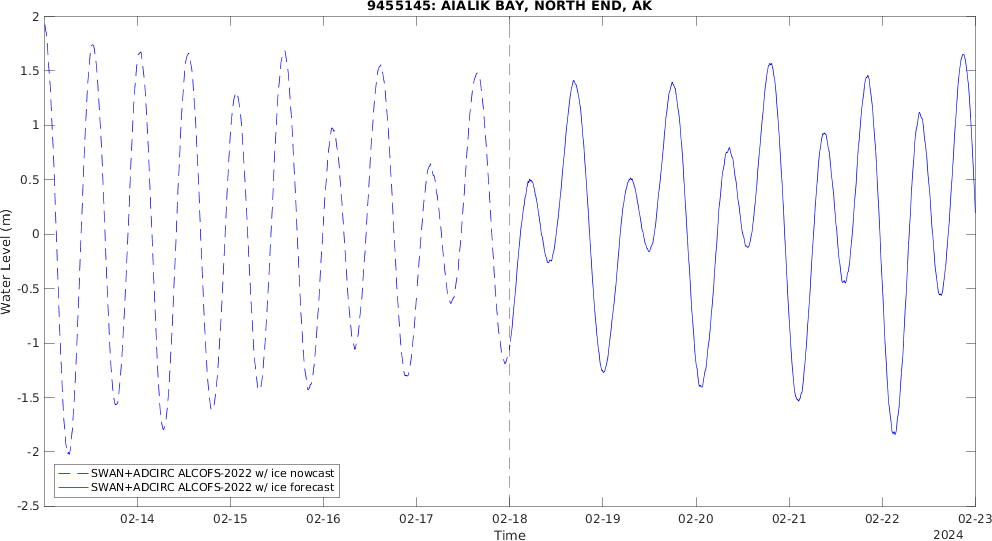 9455145: AIALIK BAY, NORTH END, AK
Water Level (m)
2
1.5
1
0.5
0
-0.5
-1
-1.5
-2
-2.5
SWAN+ADCIRC ALCOFS-2022 w/ ice nowcast
SWAN+ADCIRC ALCOFS-2022 w/ ice forecast
02-14 02-15 02-16 02-17 02-18 02-19 02-20 02-21 02-22 02-23
Time
2024